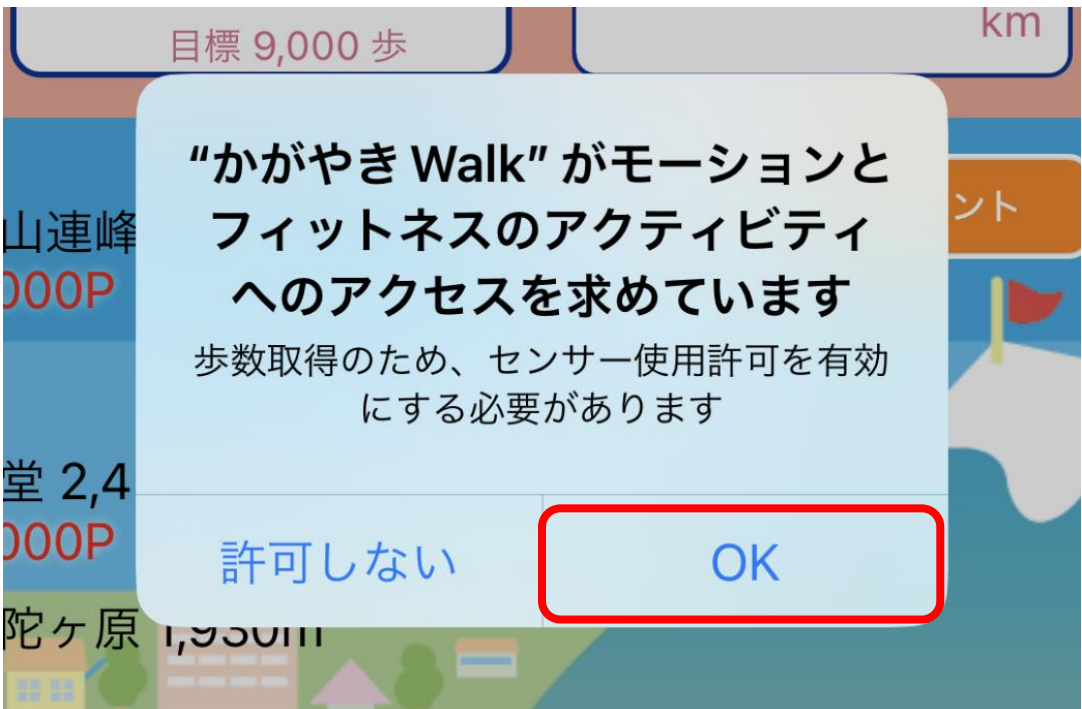 目標 9,000 歩
km
“かがやき Walk” がモーションと
フィットネスのアクティビティ
へのアクセスを求めています
歩数取得のため、センサー使用許可を有効
にする必要があります
許可しない
OK
山連峰
000P
ント
堂 2,4
000P
陀ヶ原 1,930m